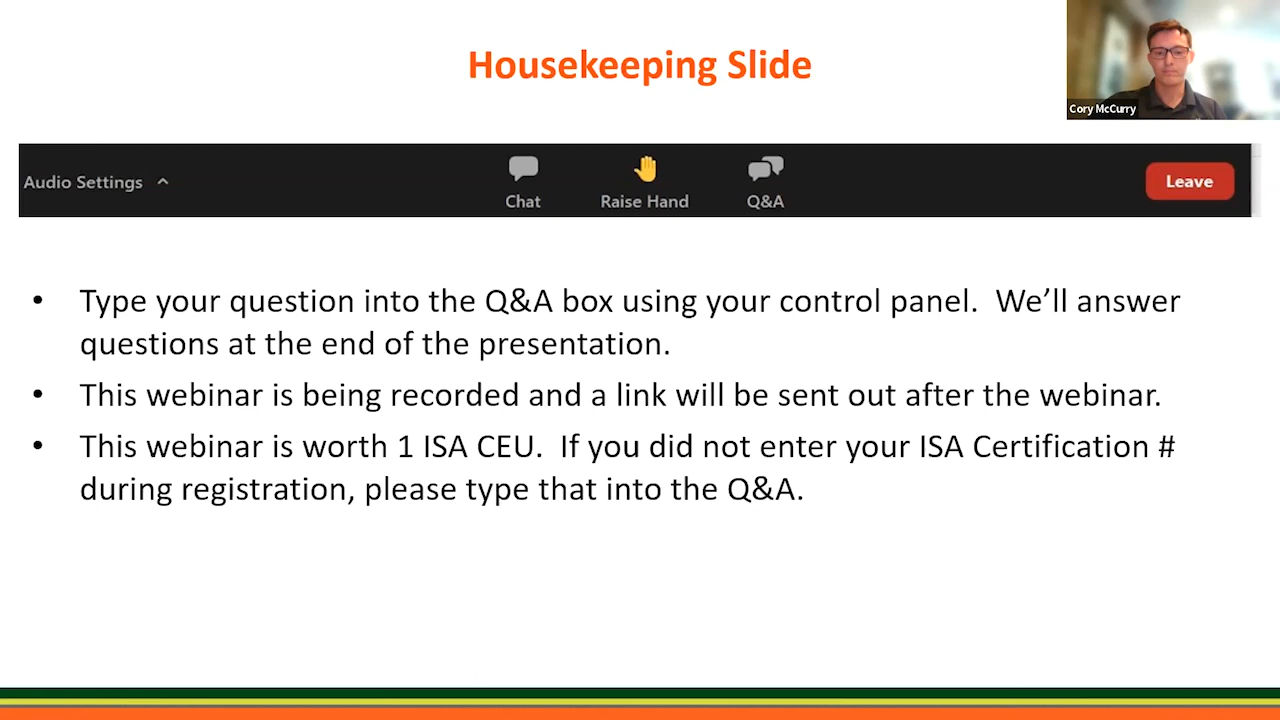 Housekeeping Slide
Cory McCurry
Audio Settings
Chat
Raise Hand
Q&A
Leave
• Type your question into the Q&A box using your control panel.  We’ll answer
questions at the end of the presentation.
• This webinar is being recorded and a link will be sent out after the webinar.
• This webinar is worth 1 ISA CEU.  If you did not enter your ISA Certification #
during registration, please type that into the Q&A.